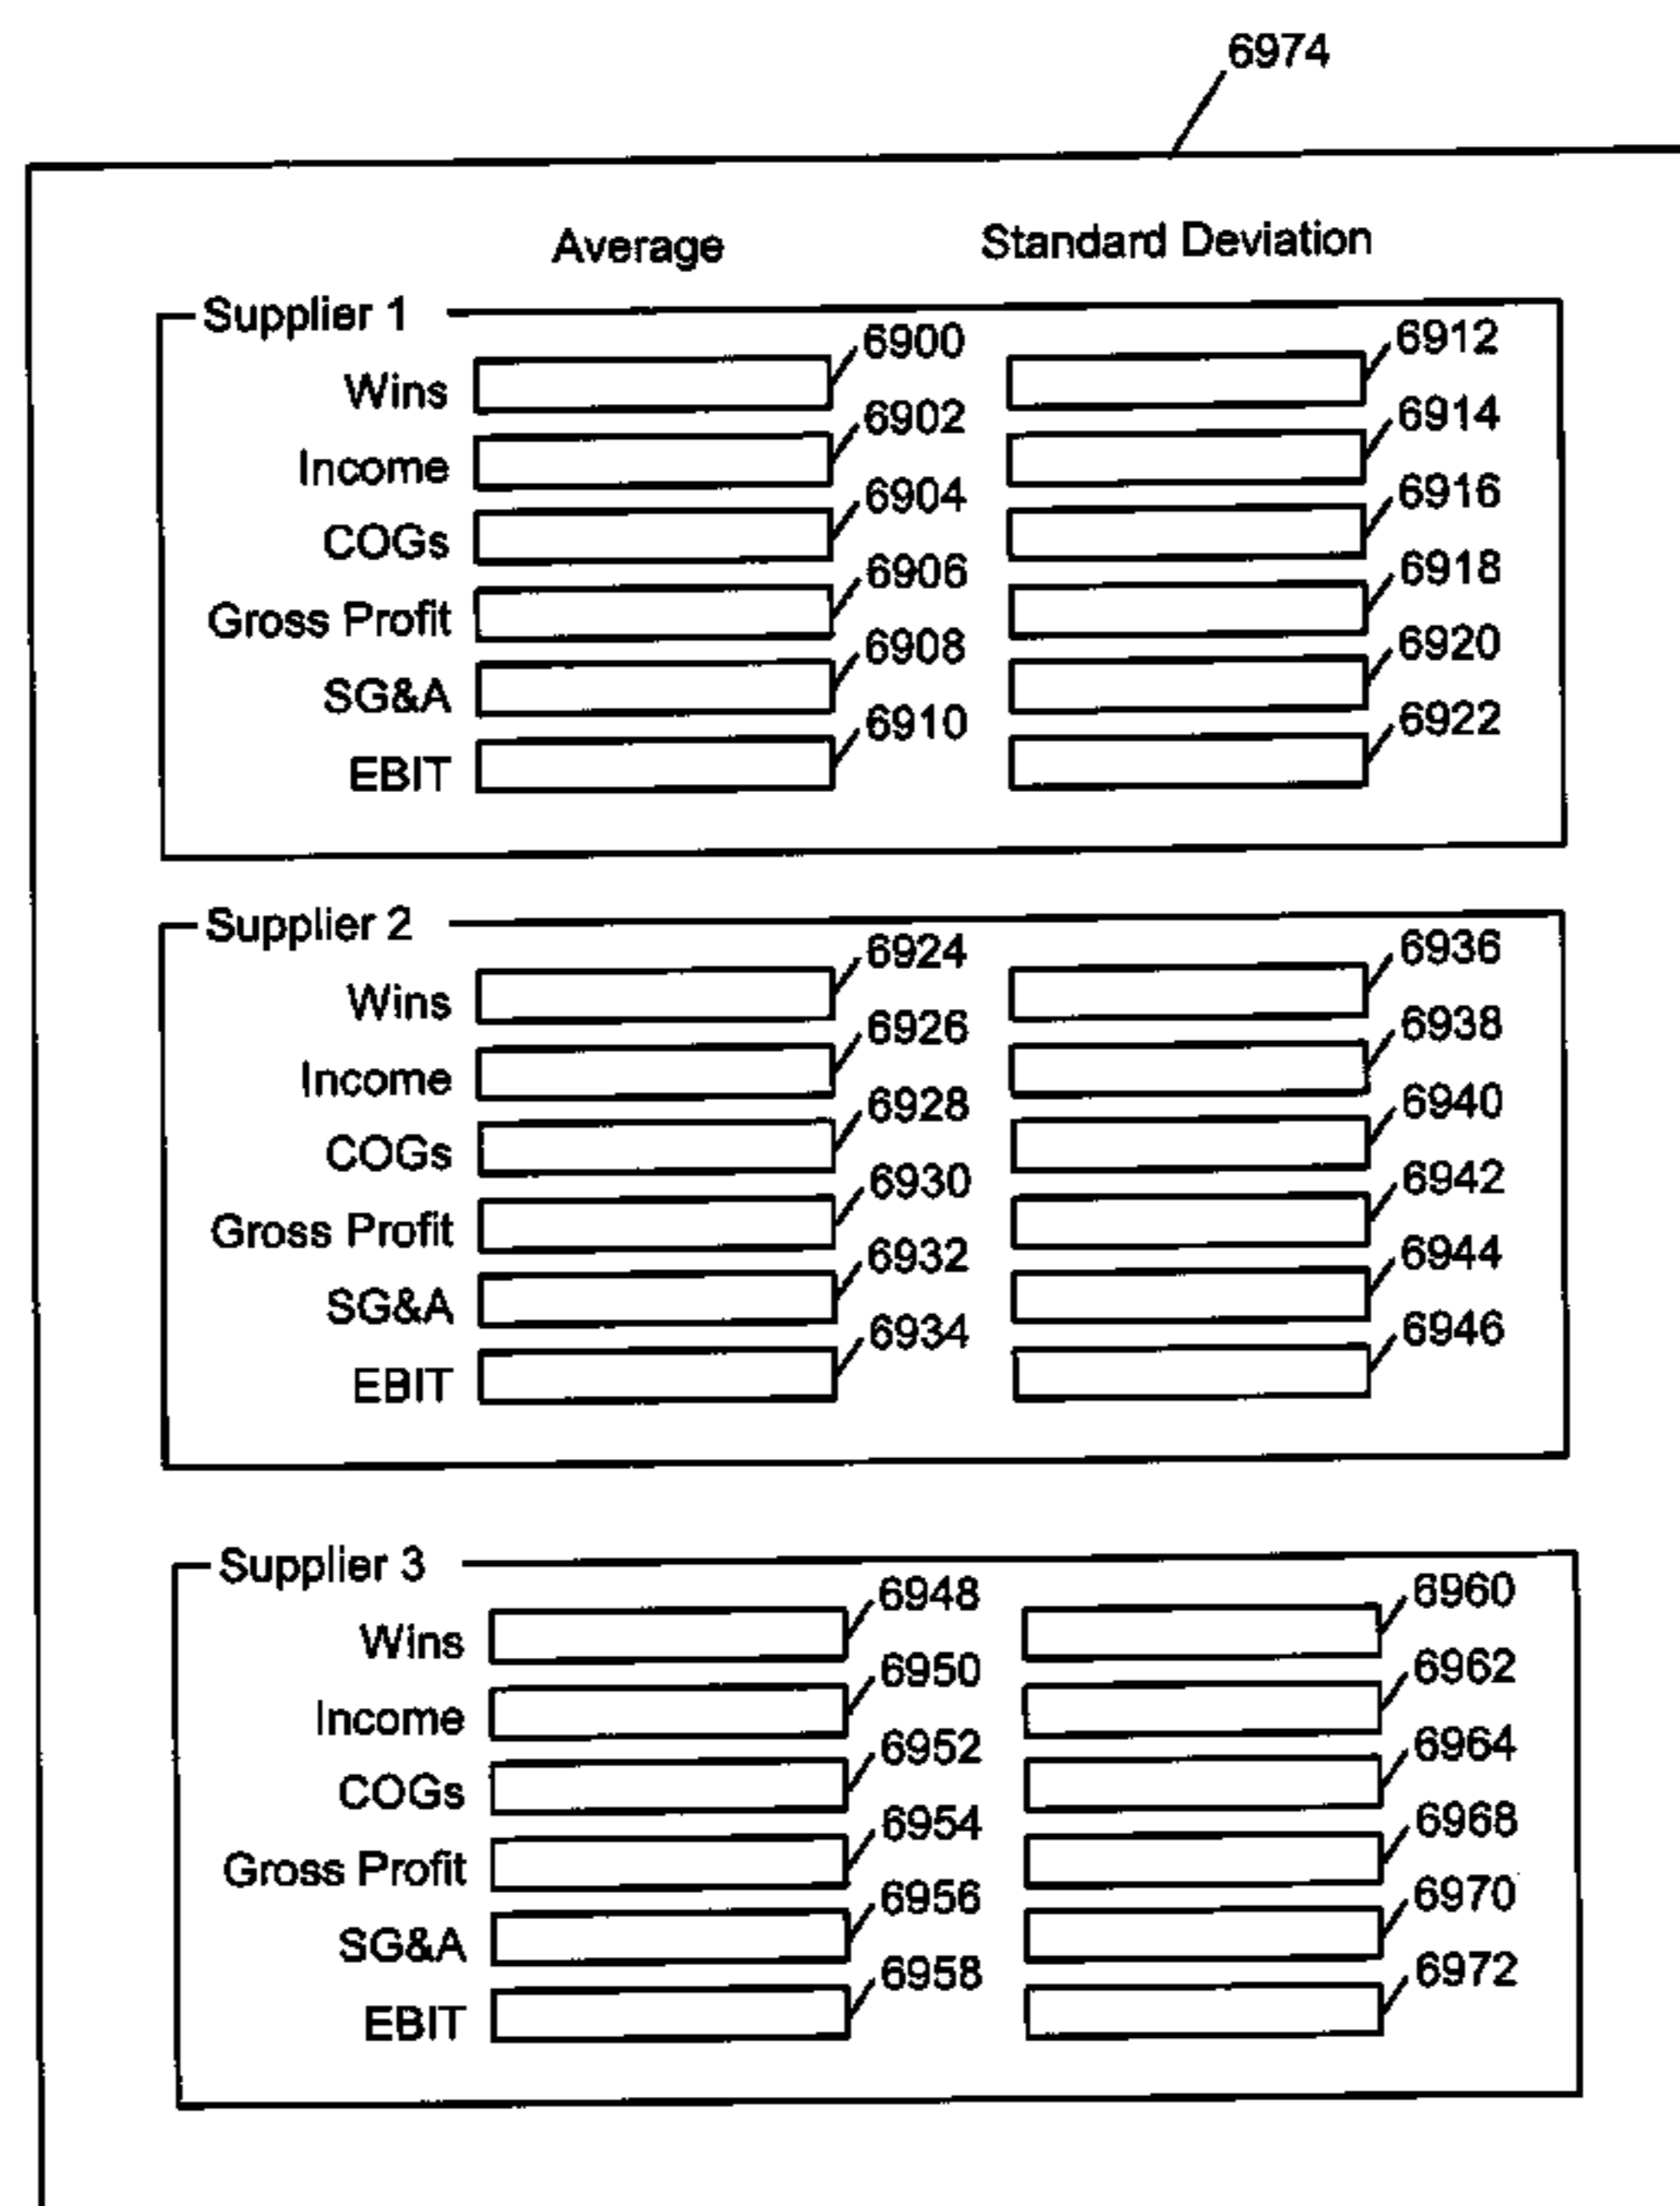 6974
Average Standard Deviation
Supplier 1
Wins 6900 6912
Income 6902 6914
COGs 6904 6916
Gross Profit 6906 6918
SG&A 6908 6920
EBIT 6910 6922
Supplier 2
Wins 6924 6936
Income 6926 6938
COGs 6928 6940
Gross Profit 6930 6942
SG&A 6932 6944
EBIT 6934 6946
Supplier 3
Wins 6948 6960
Income 6950 6962
COGs 6952 6964
Gross Profit 6954 6968
SG&A 6956 6970
EBIT 6958 6972